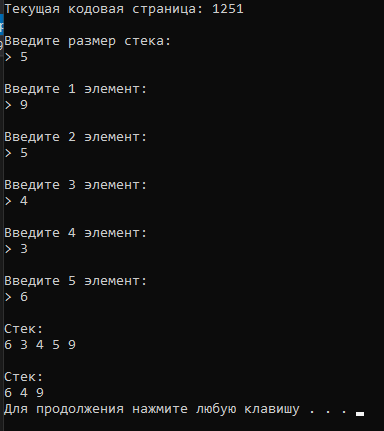 Текущая кодовая страница: 1251
Введите размер стека:
> 5
Введите 1 элемент:
> 9
Введите 2 элемент:
> 5
Введите 3 элемент:
> 4
Введите 4 элемент:
> 3
Введите 5 элемент:
> 6
Стек:
6 3 4 5 9
Стек:
6 4 9
Для продолжения нажмите любую клавишу . . .